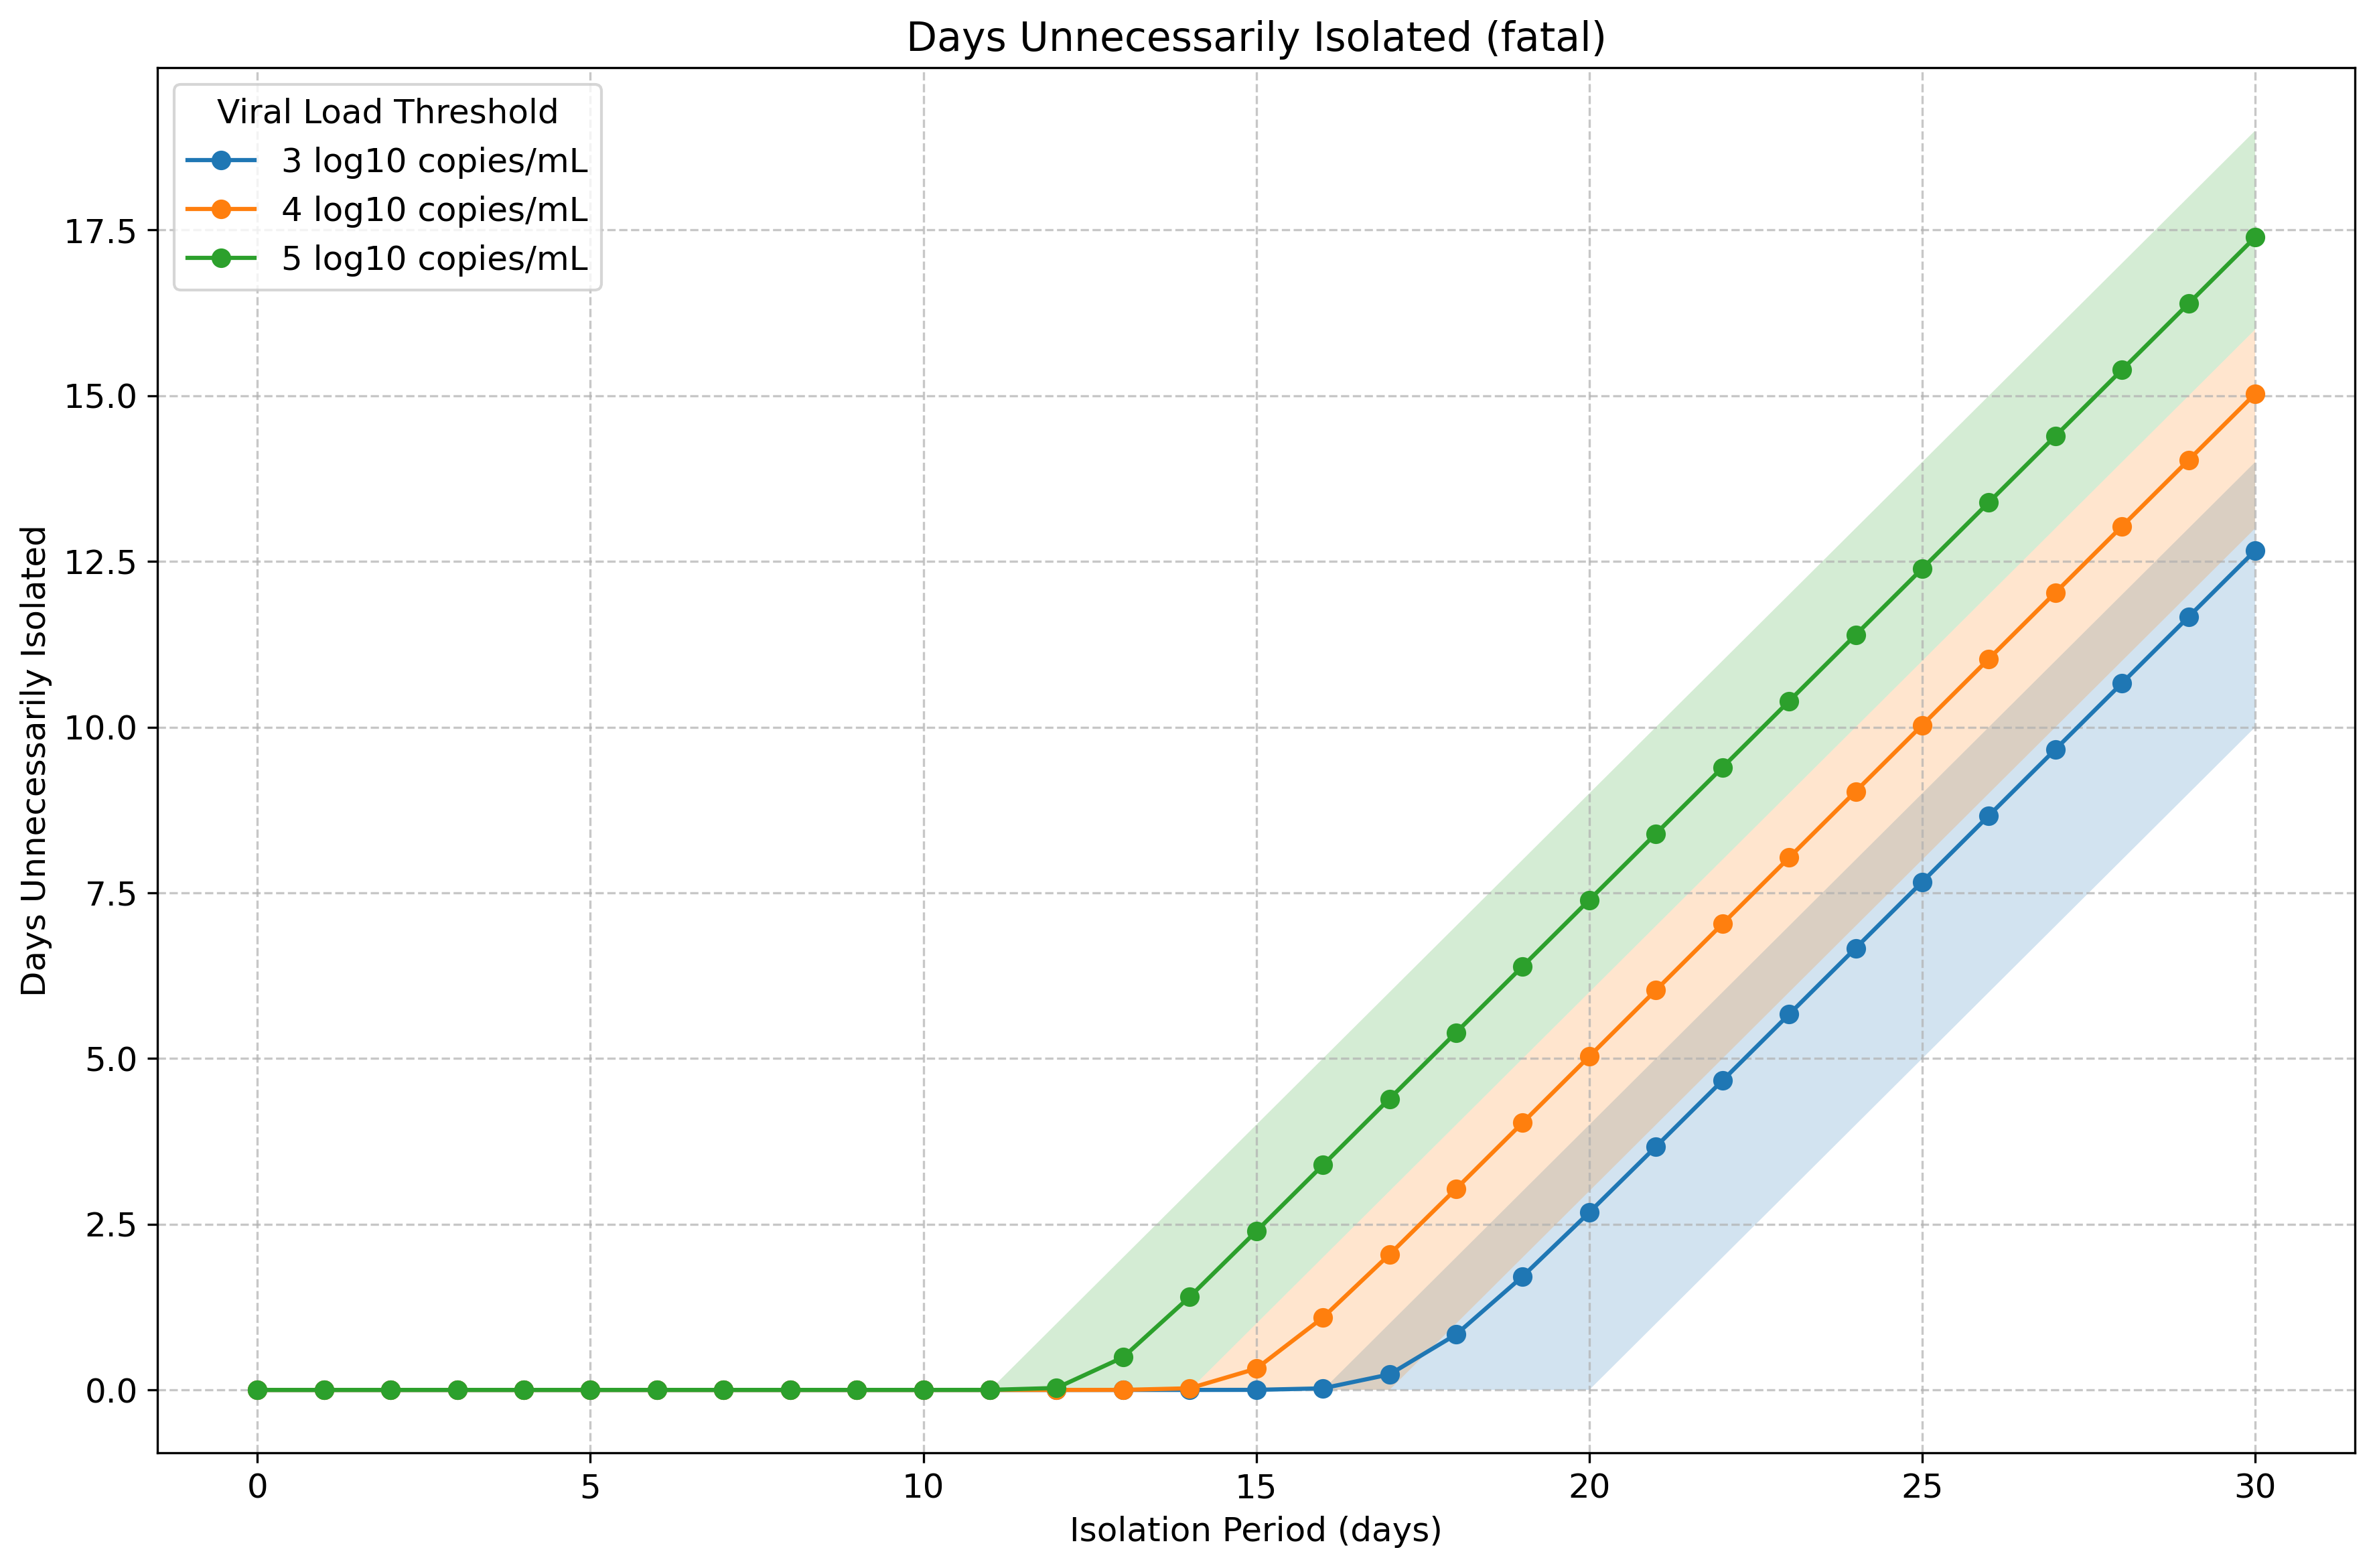 Days Unnecessarily Isolated (fatal)
Viral Load Threshold
3 log10 copies/mL
4 log10 copies/mL
5 log10 copies/mL
Days Unnecessarily Isolated
17.5
15.0
12.5
10.0
7.5
5.0
2.5
0.0
0 5 10 15 20 25 30
Isolation Period (days)